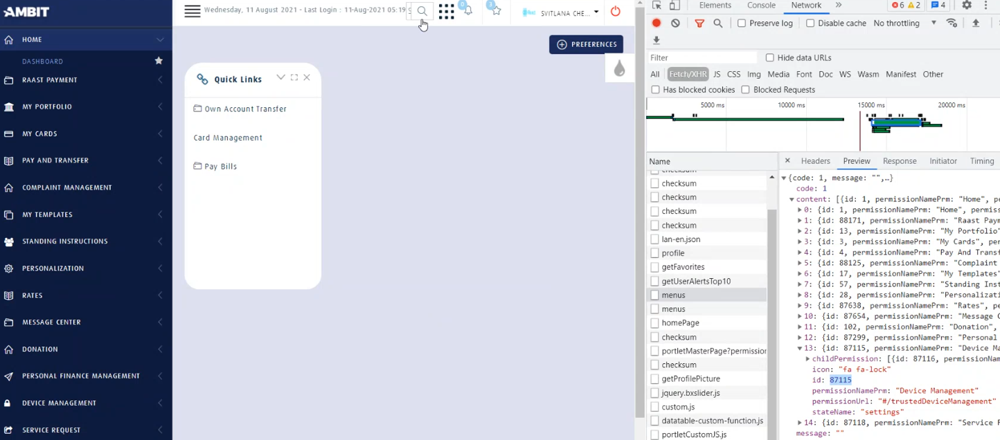 AMBIT
HOME
DASHBOARD
RAAST PAYMENT
MY PORTFOLIO
MY CARDS
PAY AND TRANSFER
COMPLAINT MANAGEMENT
MY TEMPLATES
STANDING INSTRUCTIONS
PERSONALIZATION
RATES
MESSAGE CENTER
DONATION
PERSONAL FINANCE MANAGEMENT
DEVICE MANAGEMENT
SERVICE REQUEST
Wednesday, 11 August 2021 - Last Login : 11-Aug-2021 05:19
0
3
SVITLANA CHE...
PREFERENCES
Quick Links
Own Account Transfer
Card Management
Pay Bills
Elements Console Network » 6 2 4
Preserve log Disable cache No throttling
Filter Hide data URLs
All Fetch/XHR JS CSS Img Media Font Doc WS Wasm Manifest Other
Has blocked cookies Blocked Requests
5000 ms 10000 ms 15000 ms 20000 ms
Name
checksum
checksum
checksum
checksum
checksum
lan-en.json
profile
getFavorites
getUserAlertsTop10
menus
menus
homePage
checksum
portletMasterPage?permission
checksum
getProfilePicture
jquery.bxslider.js
custom.js
datatable-custom-function.js
portletCustomJS.js
Headers Preview Response Initiator Timing
{code: 1, message: "",…}
code: 1
content: [{id: 1, permissionNamePrm: "Home", pe
0: {id: 1, permissionNamePrm: "Home", permiss
1: {id: 88171, permissionNamePrm: "Raast Paym
2: {id: 13, permissionNamePrm: "My Portfolio"
3: {id: 3, permissionNamePrm: "My Cards", per
4: {id: 4, permissionNamePrm: "Pay And Transf
5: {id: 88125, permissionNamePrm: "Complaint
6: {id: 17, permissionNamePrm: "My Templates"
7: {id: 57, permissionNamePrm: "Standing Inst
8: {id: 28, permissionNamePrm: "Personalizati
9: {id: 87638, permissionNamePrm: "Rates", pe
10: {id: 87654, permissionNamePrm: "Message C
11: {id: 102, permissionNamePrm: "Donation",
12: {id: 87299, permissionNamePrm: "Personal
13: {id: 87115, permissionNamePrm: "Device Ma
childPermission: [{id: 87116, permissionNam
icon: "fa fa-lock"
id: 87115
permissionNamePrm: "Device Management"
permissionUrl: "#/trustedDeviceManagement"
stateName: "settings"
14: {id: 87118, permissionNamePrm: "Service R
message: ""